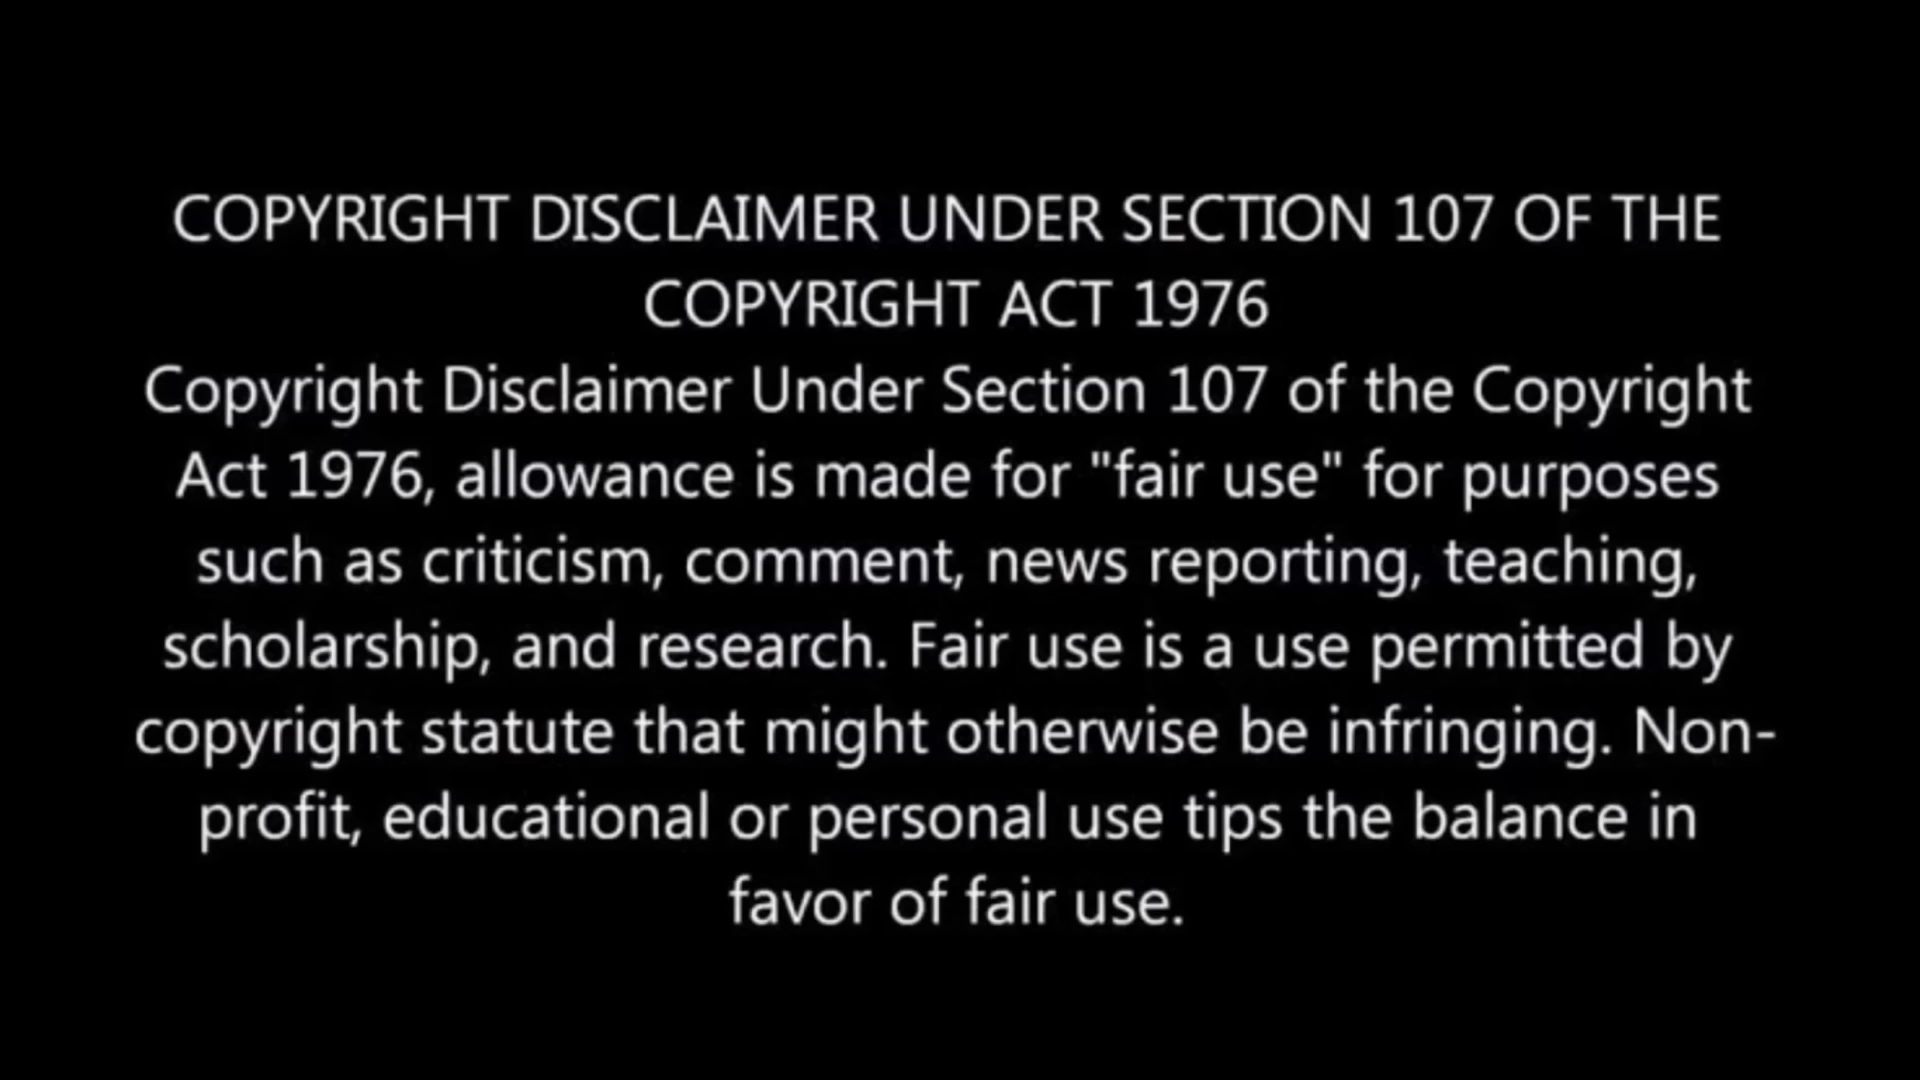 COPYRIGHT DISCLAIMER UNDER SECTION 107 OF THE
COPYRIGHT ACT 1976
Copyright Disclaimer Under Section 107 of the Copyright
Act 1976, allowance is made for "fair use" for purposes
such as criticism, comment, news reporting, teaching,
scholarship, and research. Fair use is a use permitted by
copyright statute that might otherwise be infringing. Non-
profit, educational or personal use tips the balance in
favor of fair use.